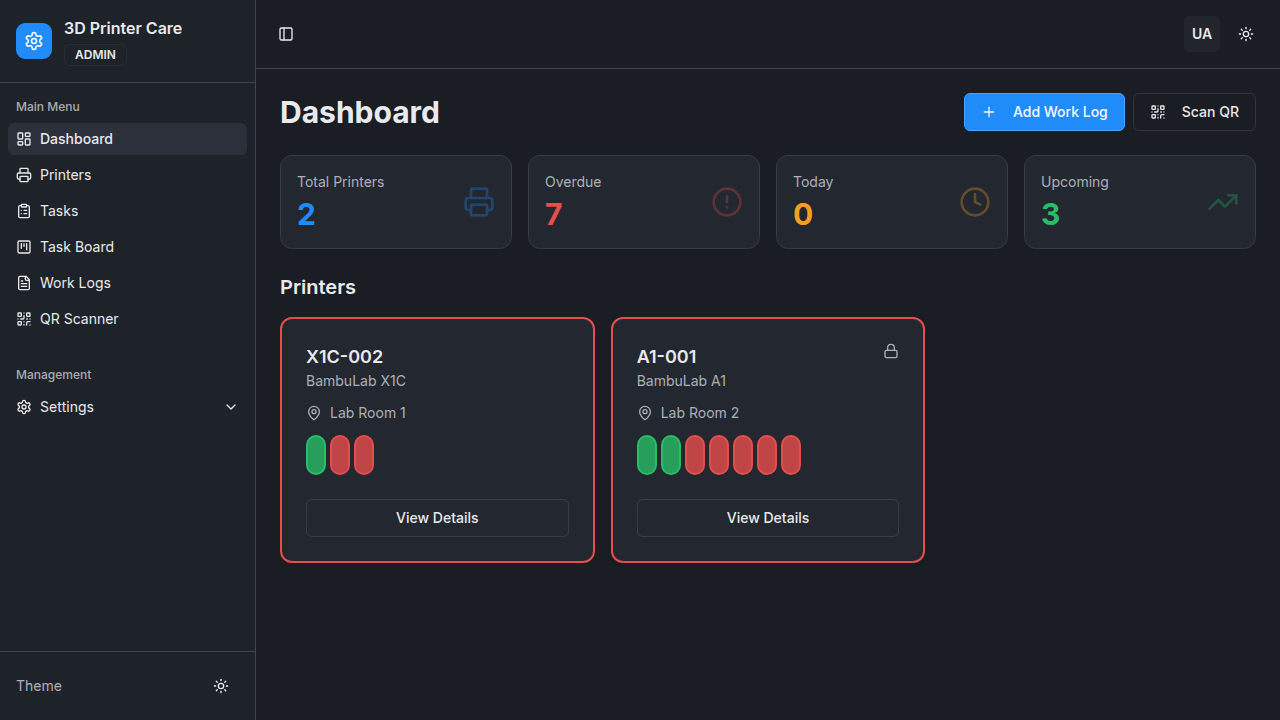 3D Printer Care
ADMIN
Main Menu
Dashboard
Printers
Tasks
Task Board
Work Logs
QR Scanner
Management
Settings
Theme
UA
Dashboard
Add Work Log
Scan QR
Total Printers
2
Overdue
7
Today
0
Upcoming
3
Printers
X1C-002
BambuLab X1C
Lab Room 1
View Details
A1-001
BambuLab A1
Lab Room 2
View Details